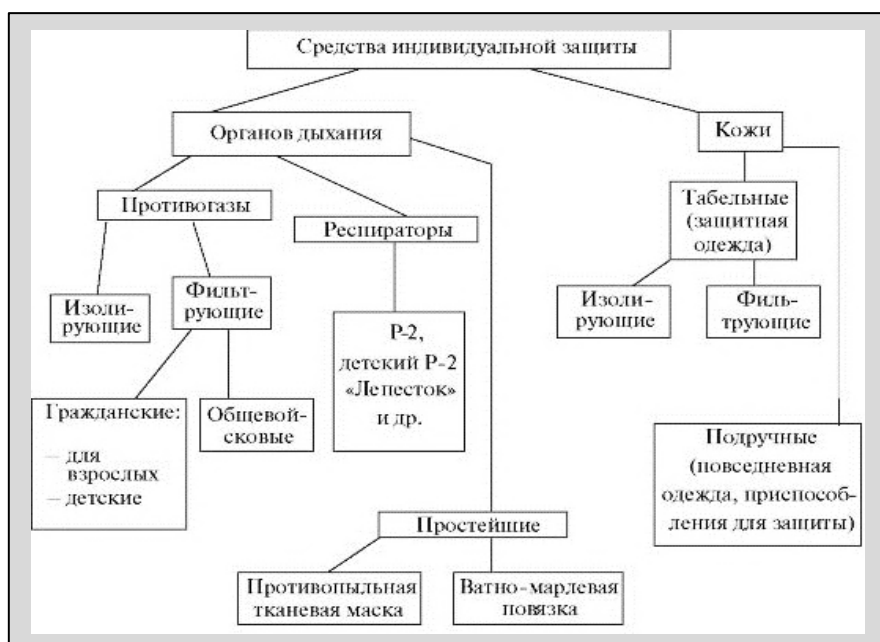 Средства индивидуальной защиты
Органов дыхания
Кожи
Противогазы
Респираторы
Табельные
(защитная
одежда)
Изоли-
рующие
Фильт-
рующие
Р-2,
детский Р-2
«Лепесток»
и др.
Изоли-
рующие
Филь-
трующие
Гражданские:
– для
взрослых
– детские
Общевой-
сковые
Подручные
(повседневная
одежда, приспособ-
ления для защиты)
Простейшие
Противопыльная
тканевая маска
Ватно-марлевая
повязка